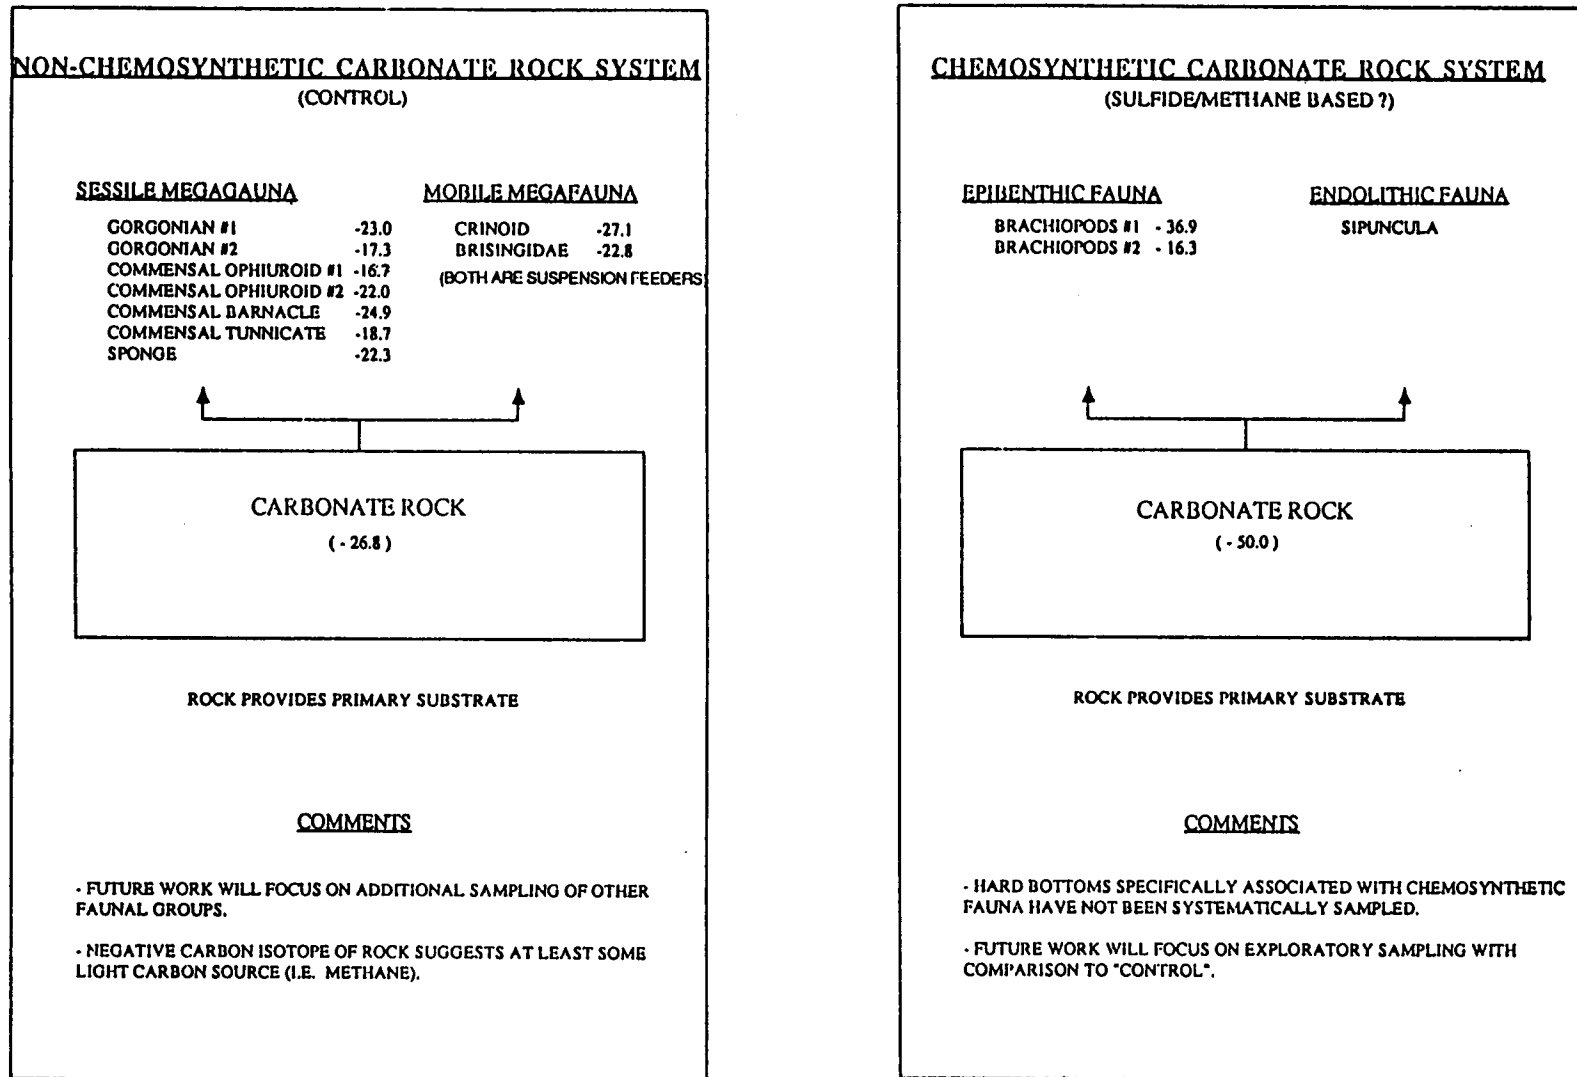 NON-CHEMOSYNTHETIC CARBONATE ROCK SYSTEM
(CONTROL)
SESSILE MEGAGAUNA
GORGONIAN #1 -23.0
GORGONIAN #2 -17.3
COMMENSAL OPHIUROID #1 -16.7
COMMENSAL OPHIUROID #2 -22.0
COMMENSAL BARNACLE -24.9
COMMENSAL TUNNICATE -18.7
SPONGE -22.3
MOBILE MEGAFAUNA
CRINOID -27.1
BRISINGIDAE -22.8
(BOTH ARE SUSPENSION FEEDERS)
CARBONATE ROCK
( - 26.8 )
ROCK PROVIDES PRIMARY SUBSTRATE
COMMENTS
- FUTURE WORK WILL FOCUS ON ADDITIONAL SAMPLING OF OTHER
FAUNAL GROUPS.
- NEGATIVE CARBON ISOTOPE OF ROCK SUGGESTS AT LEAST SOME
LIGHT CARBON SOURCE (I.E. METHANE).
CHEMOSYNTHETIC CARBONATE ROCK SYSTEM
(SULFIDE/METHANE BASED ?)
EPIBENTHIC FAUNA
BRACHIOPODS #1 - 36.9
BRACHIOPODS #2 - 16.3
ENDOLITHIC FAUNA
SIPUNCULA
CARBONATE ROCK
( - 50.0 )
ROCK PROVIDES PRIMARY SUBSTRATE
COMMENTS
- HARD BOTTOMS SPECIFICALLY ASSOCIATED WITH CHEMOSYNTHETIC
FAUNA HAVE NOT BEEN SYSTEMATICALLY SAMPLED.
- FUTURE WORK WILL FOCUS ON EXPLORATORY SAMPLING WITH
COMPARISON TO "CONTROL".